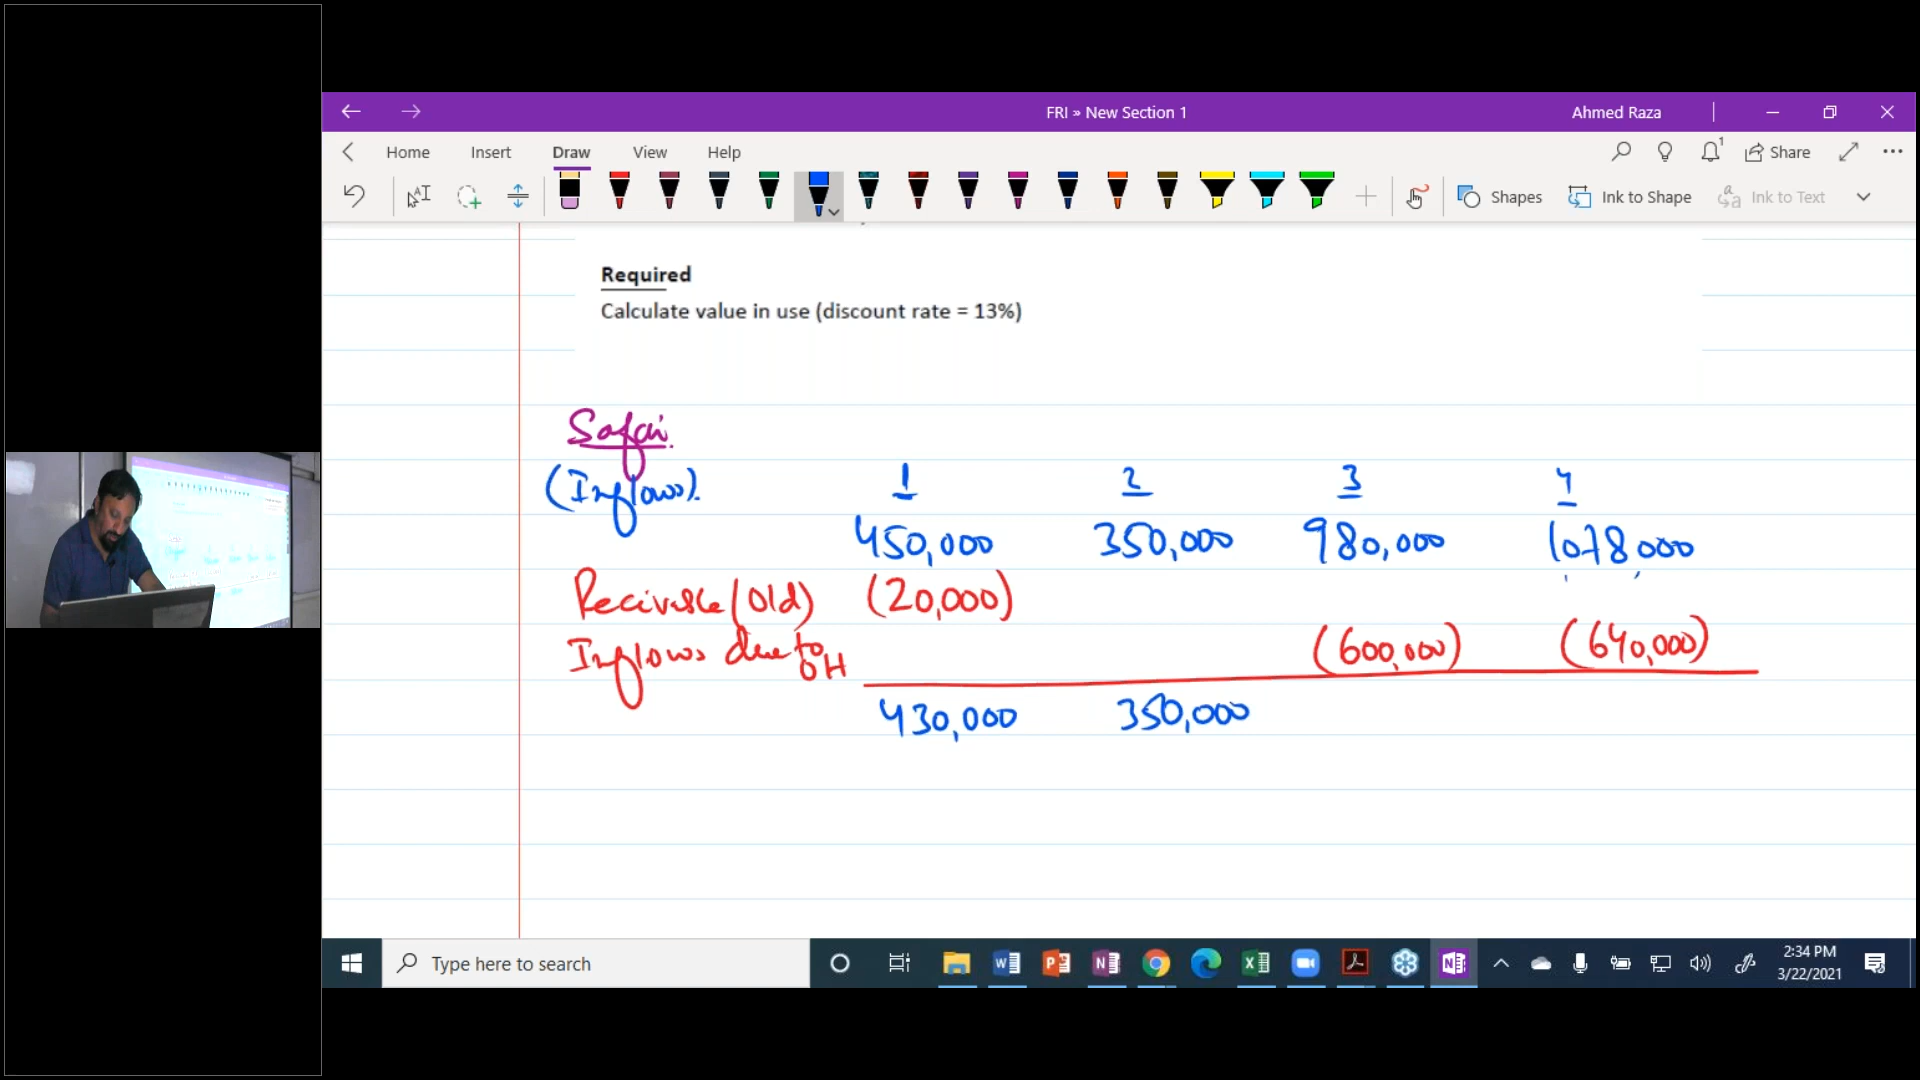 FRI » New Section 1
Ahmed Raza
Home Insert Draw View Help
1
Share
Shapes
Ink to Shape
Ink to Text
Required
Calculate value in use (discount rate = 13%)
Safari.
(Inflows). 1 2 3 4
450,000 350,000 980,000 1078,000
Recivable (Old) (20,000)
Inflows due to OH (600,000) (640,000)
430,000 350,000
Type here to search
2:34 PM
3/22/2021